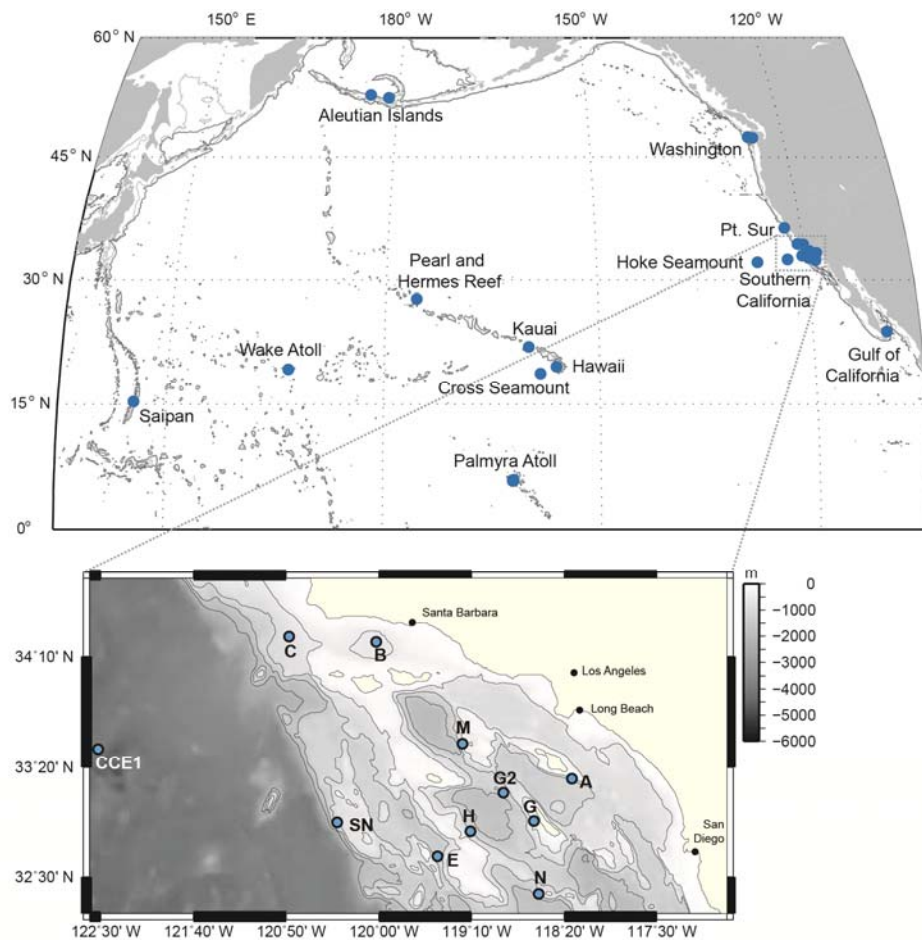 150° E 180° 150° W 120° W
60° N
Aleutian Islands
45° N
Washington
Pt. Sur
Pearl and
Hermes Reef
Hoke Seamount
30° N
Southern
California
Kauai
Wake Atoll
Hawaii
Gulf of
California
Cross Seamount
15° N
Saipan
Palmyra Atoll
0°
m
0
−1000
−2000
−3000
−4000
−5000
−6000
Santa Barbara
C
B
34°10' N
Los Angeles
Long Beach
M
CCE1
33°20' N
A
G2
G
SN
H
San
Diego
E
32°30' N
N
122°30' W 121°40' W 120°50' W 120°00' W 119°10' W 118°20' W 117°30' W